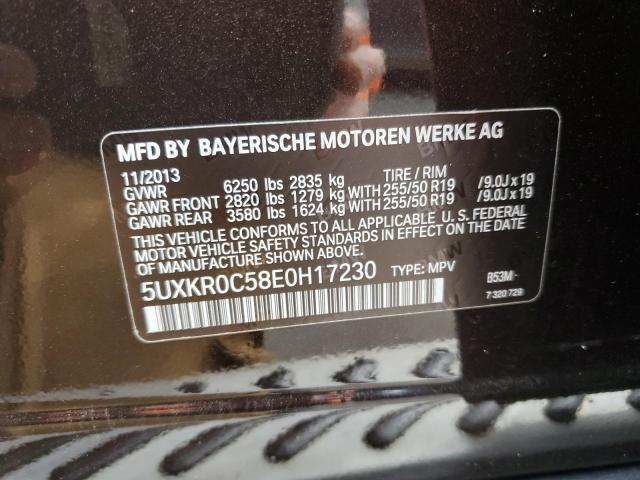 MFD BY BAYERISCHE MOTOREN WERKE AG
11/2013 TIRE / RIM
GVWR 6250 lbs 2835 kg
GAWR FRONT 2820 lbs 1279 kg WITH 255/50 R19 / 9.0J x 19
GAWR REAR 3580 lbs 1624 kg WITH 255/50 R19 / 9.0J x 19
THIS VEHICLE CONFORMS TO ALL APPLICABLE U.S. FEDERAL
MOTOR VEHICLE SAFETY STANDARDS IN EFFECT ON THE
DATE OF MANUFACTURE SHOWN ABOVE.
5UXKR0C58E0H17230 TYPE: MPV B53M-
7 320 729